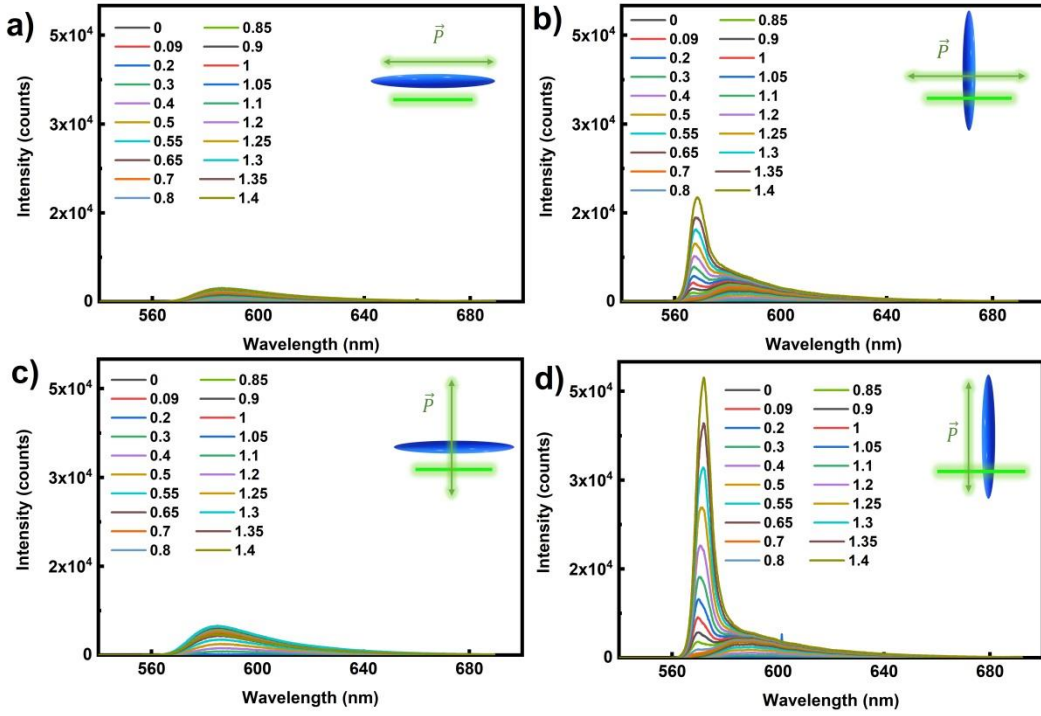 a)
0 0.85
0.09 0.9
0.2 1
0.3 1.05
0.4 1.1
0.5 1.2
0.55 1.25
0.65 1.3
0.7 1.35
0.8 1.4
P⃗
Intensity (counts)
5x10⁴
3x10⁴
2x10⁴
0
560 600 640 680
Wavelength (nm)
b)
0 0.85
0.09 0.9
0.2 1
0.3 1.05
0.4 1.1
0.5 1.2
0.55 1.25
0.65 1.3
0.7 1.35
0.8 1.4
P⃗
Intensity (counts)
5x10⁴
3x10⁴
2x10⁴
0
560 600 640 680
Wavelength (nm)
c)
0 0.85
0.09 0.9
0.2 1
0.3 1.05
0.4 1.1
0.5 1.2
0.55 1.25
0.65 1.3
0.7 1.35
0.8 1.4
P⃗
Intensity (counts)
5x10⁴
3x10⁴
2x10⁴
0
560 600 640 680
Wavelength (nm)
d)
0 0.85
0.09 0.9
0.2 1
0.3 1.05
0.4 1.1
0.5 1.2
0.55 1.25
0.65 1.3
0.7 1.35
0.8 1.4
P⃗
Intensity (counts)
5x10⁴
3x10⁴
2x10⁴
0
560 600 640 680
Wavelength (nm)